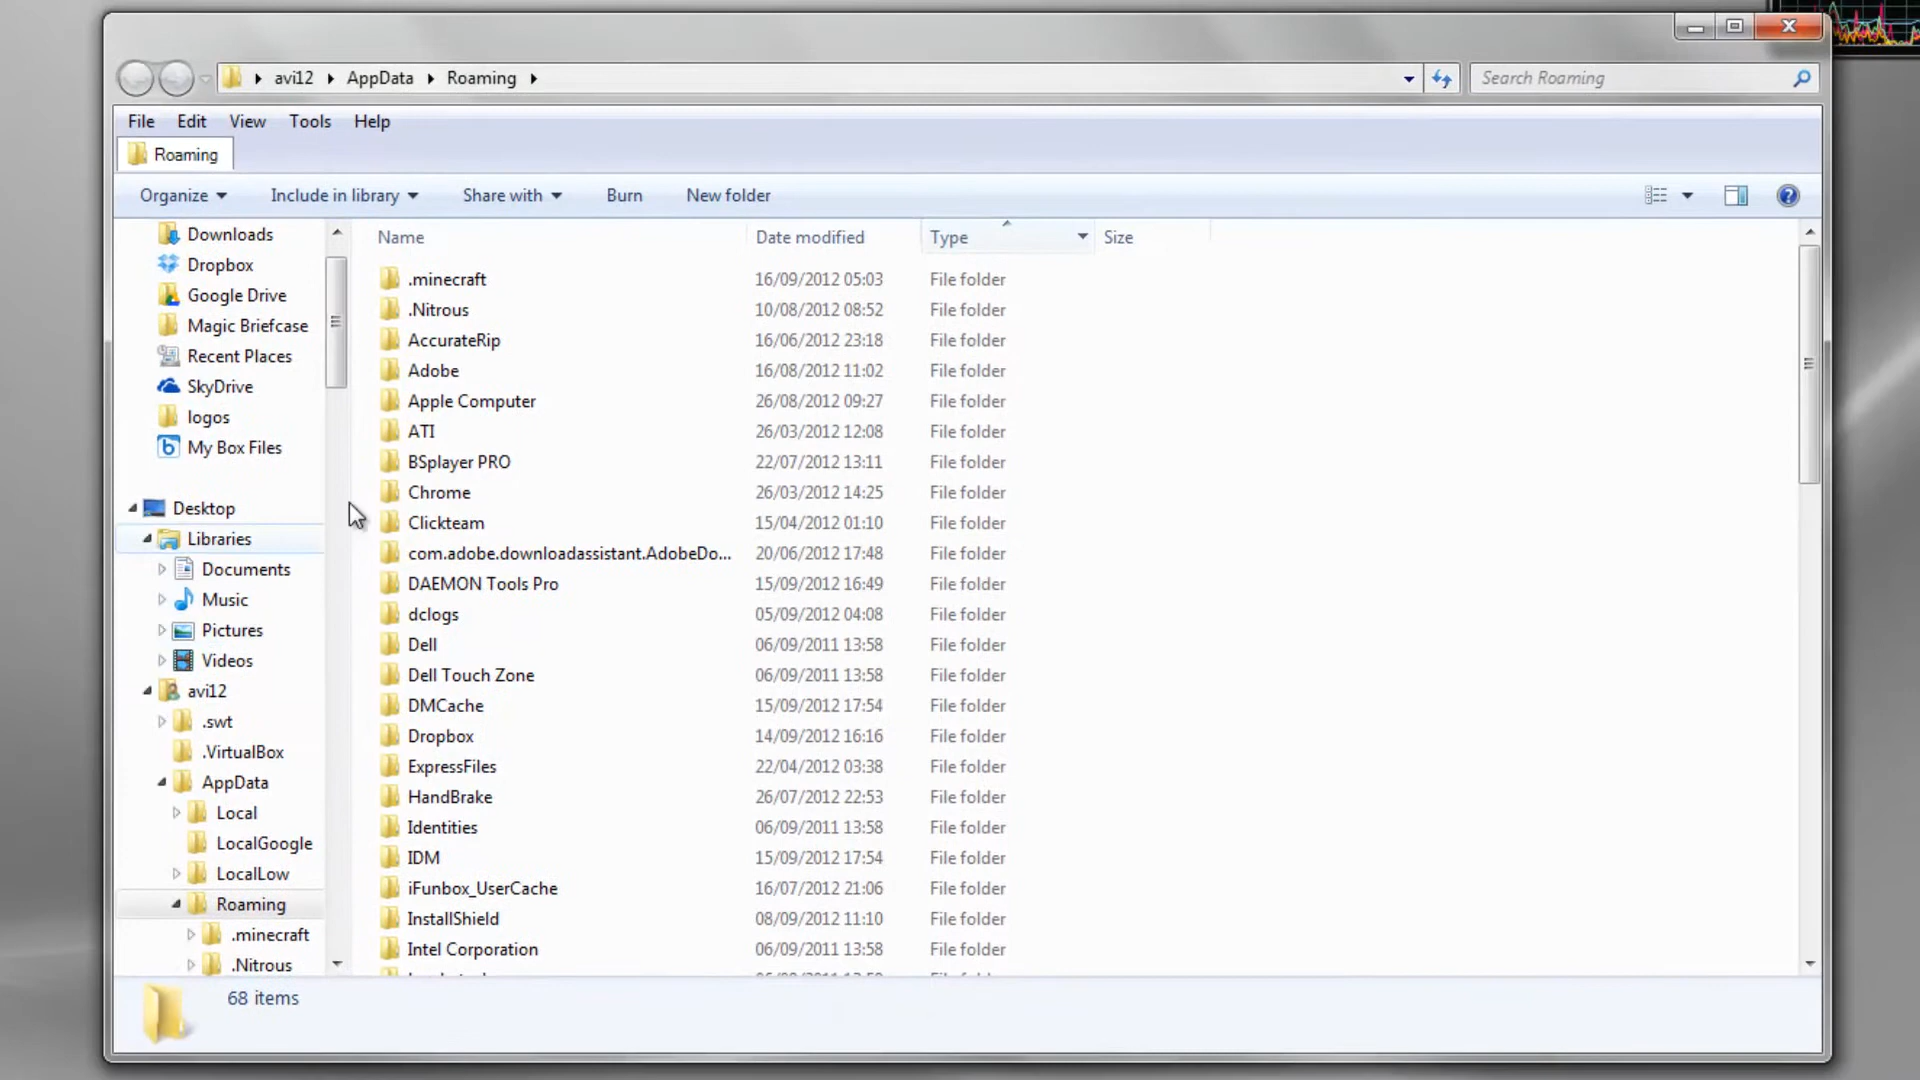 avi12 AppData Roaming
Search Roaming
File Edit View Tools Help
Roaming
Organize Include in library Share with Burn New folder
Downloads
Dropbox
Google Drive
Magic Briefcase
Recent Places
SkyDrive
logos
My Box Files
Desktop
Libraries
Documents
Music
Pictures
Videos
avi12
.swt
.VirtualBox
AppData
Local
LocalGoogle
LocalLow
Roaming
.minecraft
.Nitrous
Name Date modified Type Size
.minecraft 16/09/2012 05:03 File folder
.Nitrous 10/08/2012 08:52 File folder
AccurateRip 16/06/2012 23:18 File folder
Adobe 16/08/2012 11:02 File folder
Apple Computer 26/08/2012 09:27 File folder
ATI 26/03/2012 12:08 File folder
BSplayer PRO 22/07/2012 13:11 File folder
Chrome 26/03/2012 14:25 File folder
Clickteam 15/04/2012 01:10 File folder
com.adobe.downloadassistant.AdobeDo... 20/06/2012 17:48 File folder
DAEMON Tools Pro 15/09/2012 16:49 File folder
dclogs 05/09/2012 04:08 File folder
Dell 06/09/2011 13:58 File folder
Dell Touch Zone 06/09/2011 13:58 File folder
DMCache 15/09/2012 17:54 File folder
Dropbox 14/09/2012 16:16 File folder
ExpressFiles 22/04/2012 03:38 File folder
HandBrake 26/07/2012 22:53 File folder
Identities 06/09/2011 13:58 File folder
IDM 15/09/2012 17:54 File folder
iFunbox_UserCache 16/07/2012 21:06 File folder
InstallShield 08/09/2012 11:10 File folder
Intel Corporation 06/09/2011 13:58 File folder
68 items